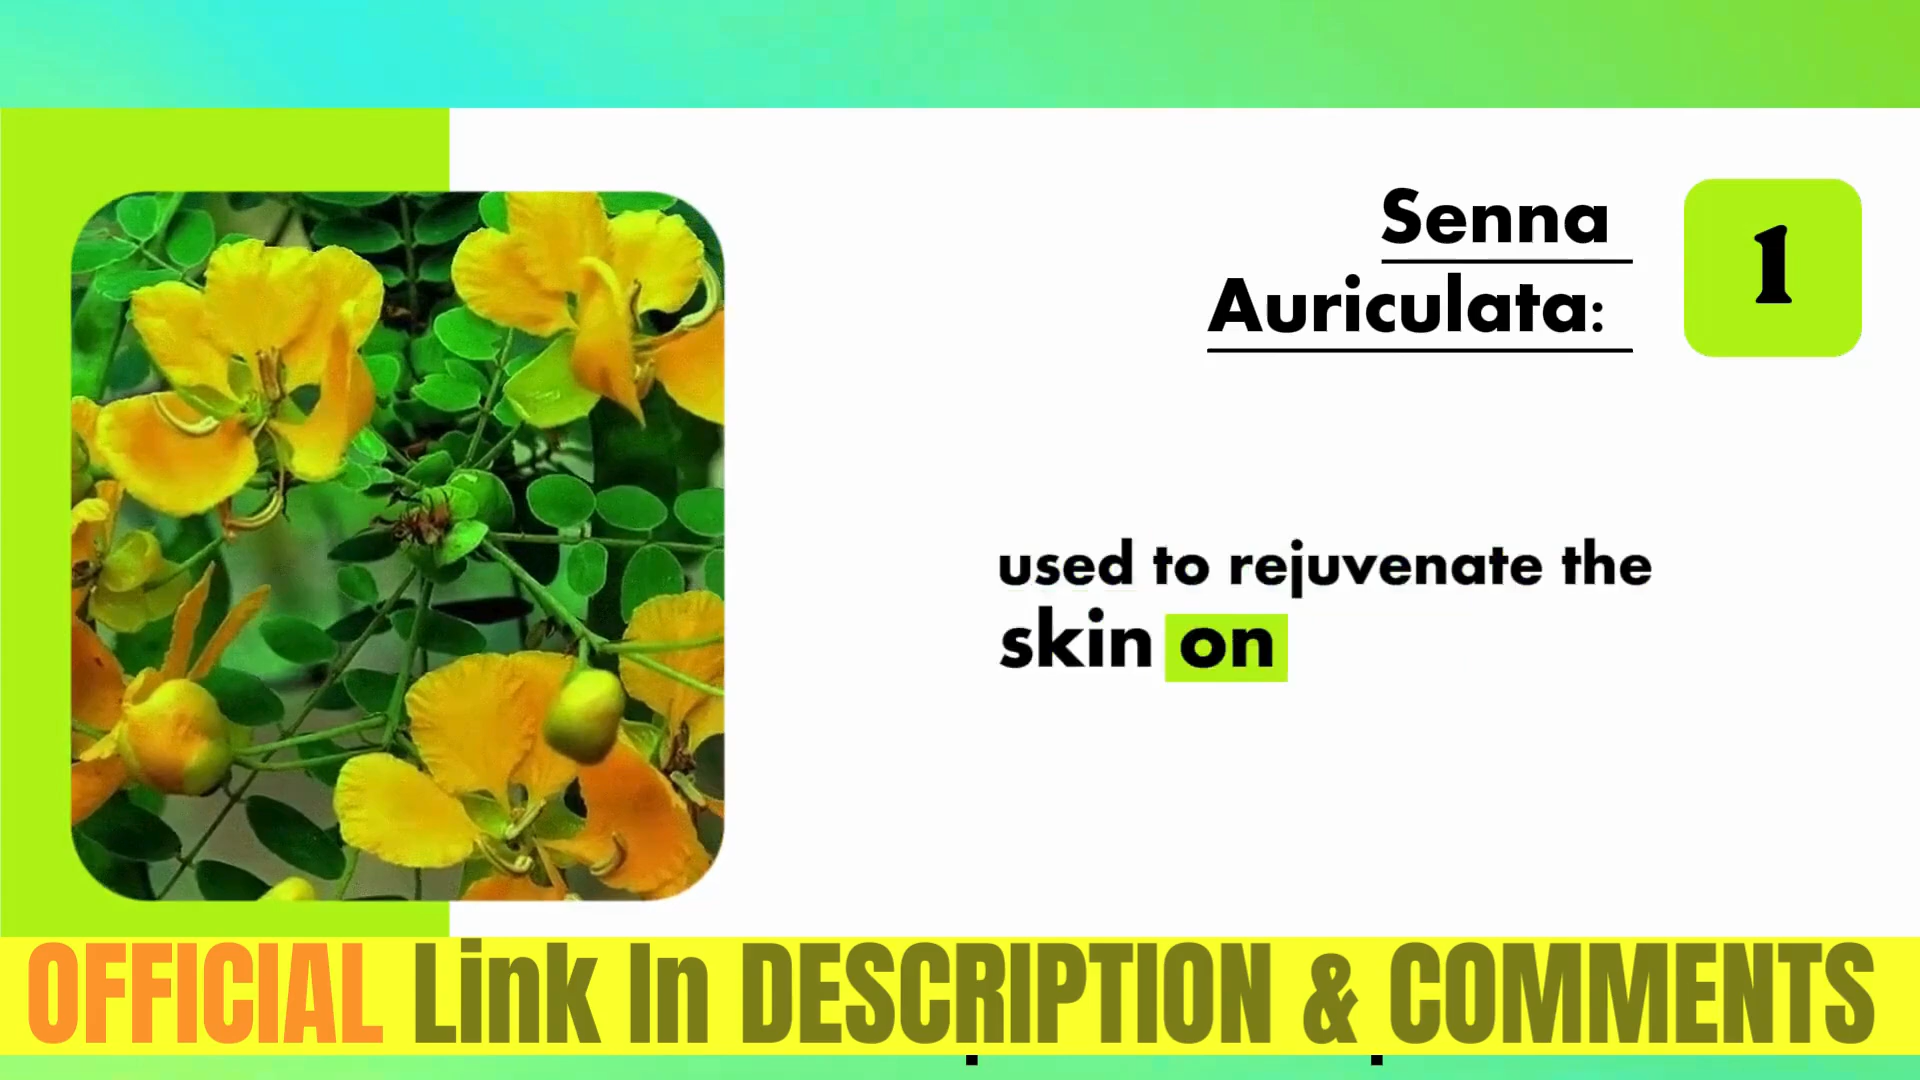 Senna
Auriculata:
1
used to rejuvenate the
skin on
OFFICIAL Link In DESCRIPTION & COMMENTS